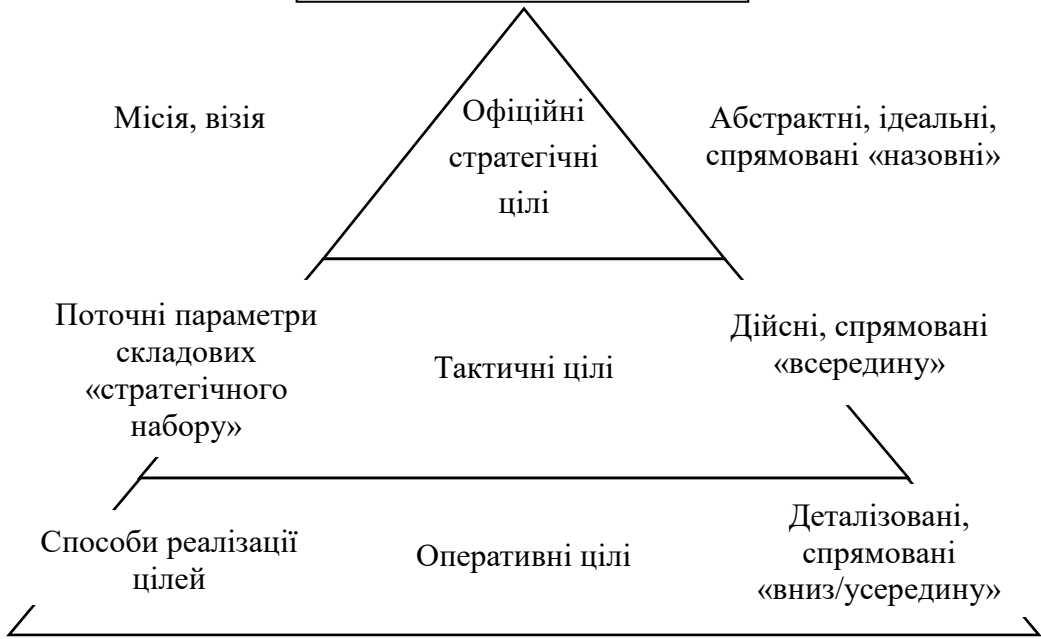 Місія, візія
Офіційні
стратегічні
цілі
Абстрактні, ідеальні,
спрямовані «назовні»
Поточні параметри
складових
«стратегічного
набору»
Тактичні цілі
Дійсні, спрямовані
«всередину»
Способи реалізації
цілей
Оперативні цілі
Деталізовані,
спрямовані
«вниз/усередину»